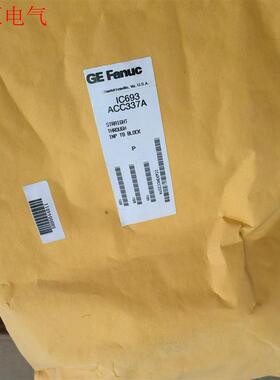 电气
GE Fanuc
Charlottesville, Va. U.S.A.
IC693
ACC337A
STRAIGHT
THROUGH
INP TB BLOCK
P